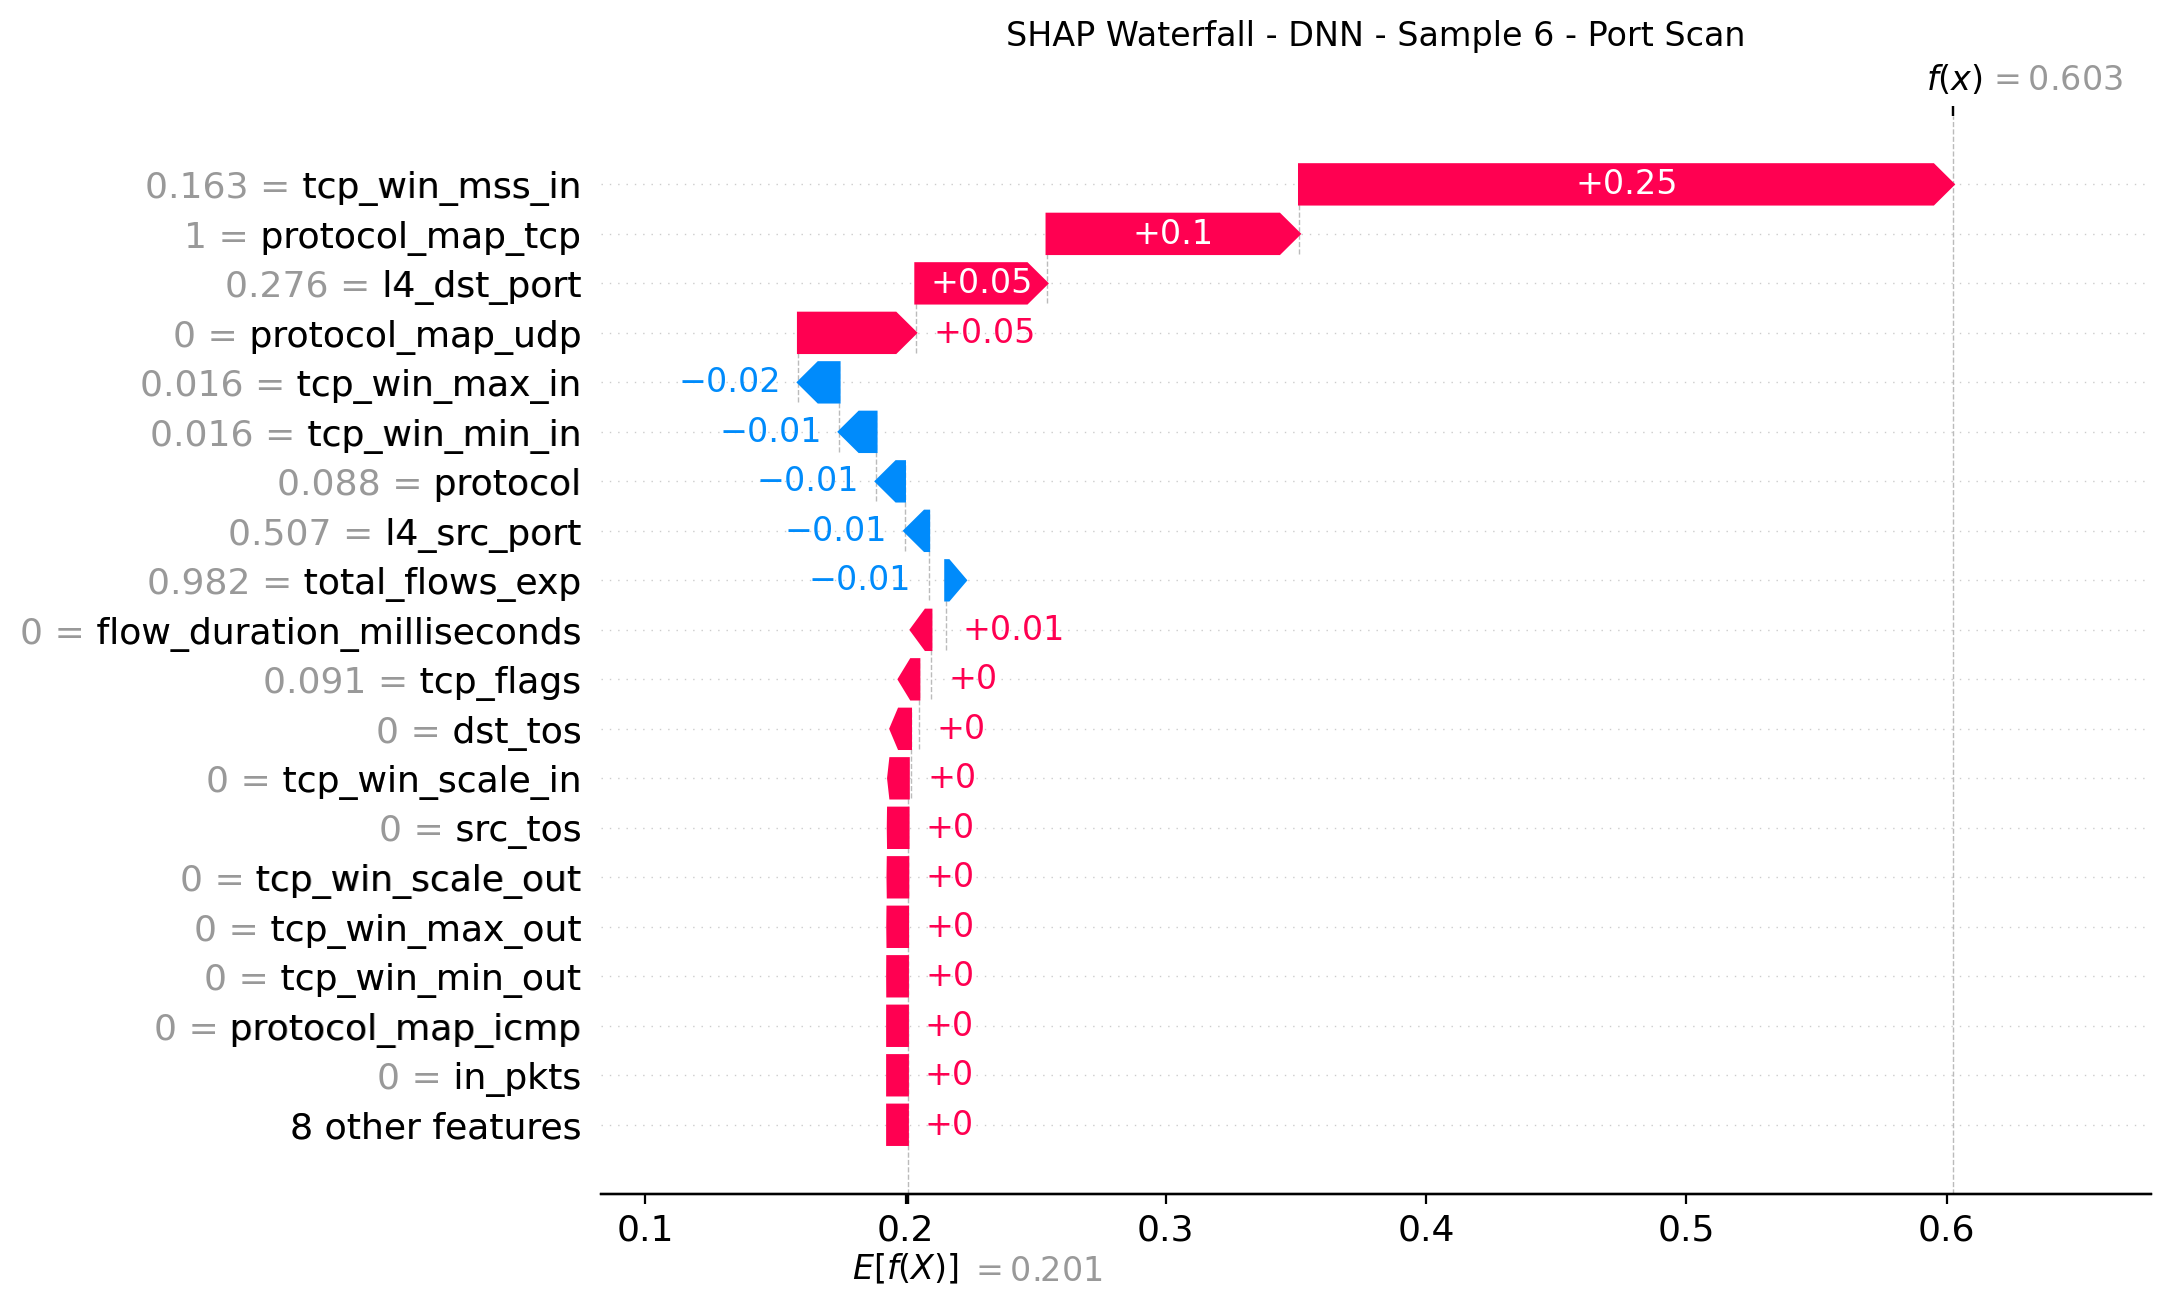 SHAP Waterfall - DNN - Sample 6 - Port Scan
f(x) = 0.603
0.163 = tcp_win_mss_in +0.25
1 = protocol_map_tcp +0.1
0.276 = l4_dst_port +0.05
0 = protocol_map_udp +0.05
0.016 = tcp_win_max_in −0.02
0.016 = tcp_win_min_in −0.01
0.088 = protocol −0.01
0.507 = l4_src_port −0.01
0.982 = total_flows_exp −0.01
0 = flow_duration_milliseconds +0.01
0.091 = tcp_flags +0
0 = dst_tos +0
0 = tcp_win_scale_in +0
0 = src_tos +0
0 = tcp_win_scale_out +0
0 = tcp_win_max_out +0
0 = tcp_win_min_out +0
0 = protocol_map_icmp +0
0 = in_pkts +0
8 other features +0
0.1 0.2 0.3 0.4 0.5 0.6
E[f(X)] = 0.201